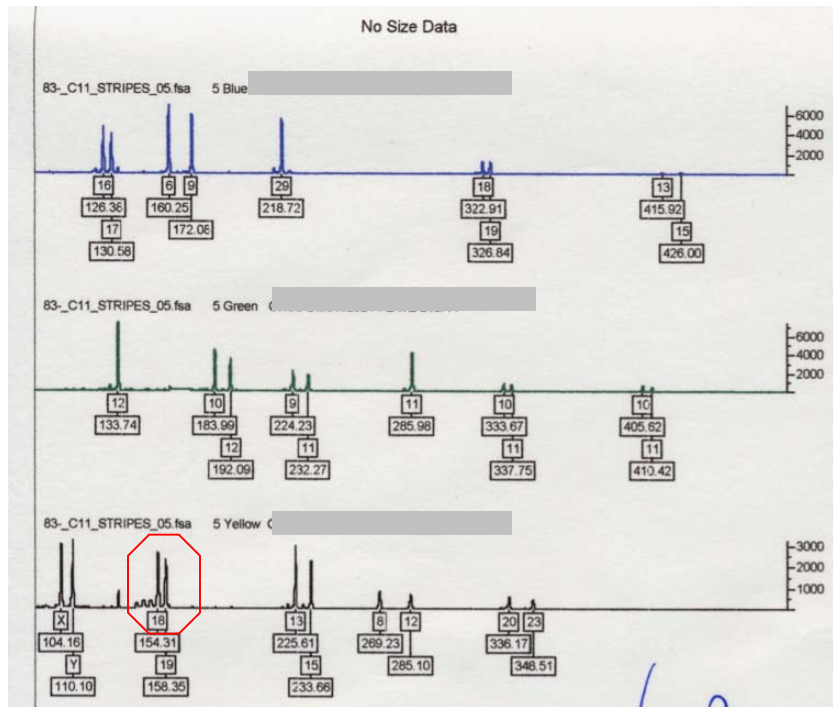 No Size Data
83-_C11_STRIPES_05.fsa 5 Blue
6000
4000
2000
16 6 9 29 18 13
126.38 160.25 218.72 322.91 415.92
17 172.08 19 15
130.58 326.84 426.00
83-_C11_STRIPES_05.fsa 5 Green
6000
4000
2000
12 10 9 11 10 10
133.74 183.99 224.23 285.98 333.67 405.62
12 11 11 11
192.09 232.27 337.75 410.42
83-_C11_STRIPES_05.fsa 5 Yellow
3000
2000
1000
X 18 13 8 12 20 23
104.16 154.31 225.61 269.23 336.17
Y 19 15 285.10 348.51
110.10 158.35 233.66